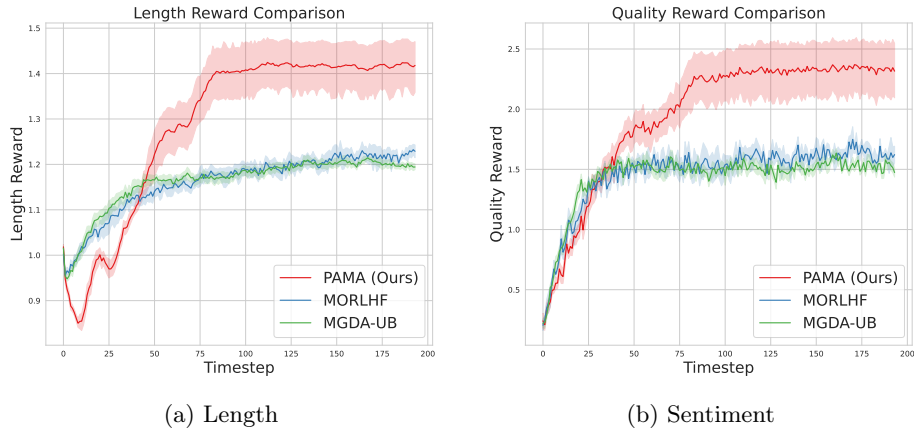 Length Reward Comparison
1.5
1.4
1.3
1.2
1.1
1.0
0.9
Length Reward
0 25 50 75 100 125 150 175 200
Timestep
PAMA (Ours)
MORLHF
MGDA-UB
(a) Length
Quality Reward Comparison
2.5
2.0
1.5
1.0
0.5
Quality Reward
0 25 50 75 100 125 150 175 200
Timestep
PAMA (Ours)
MORLHF
MGDA-UB
(b) Sentiment